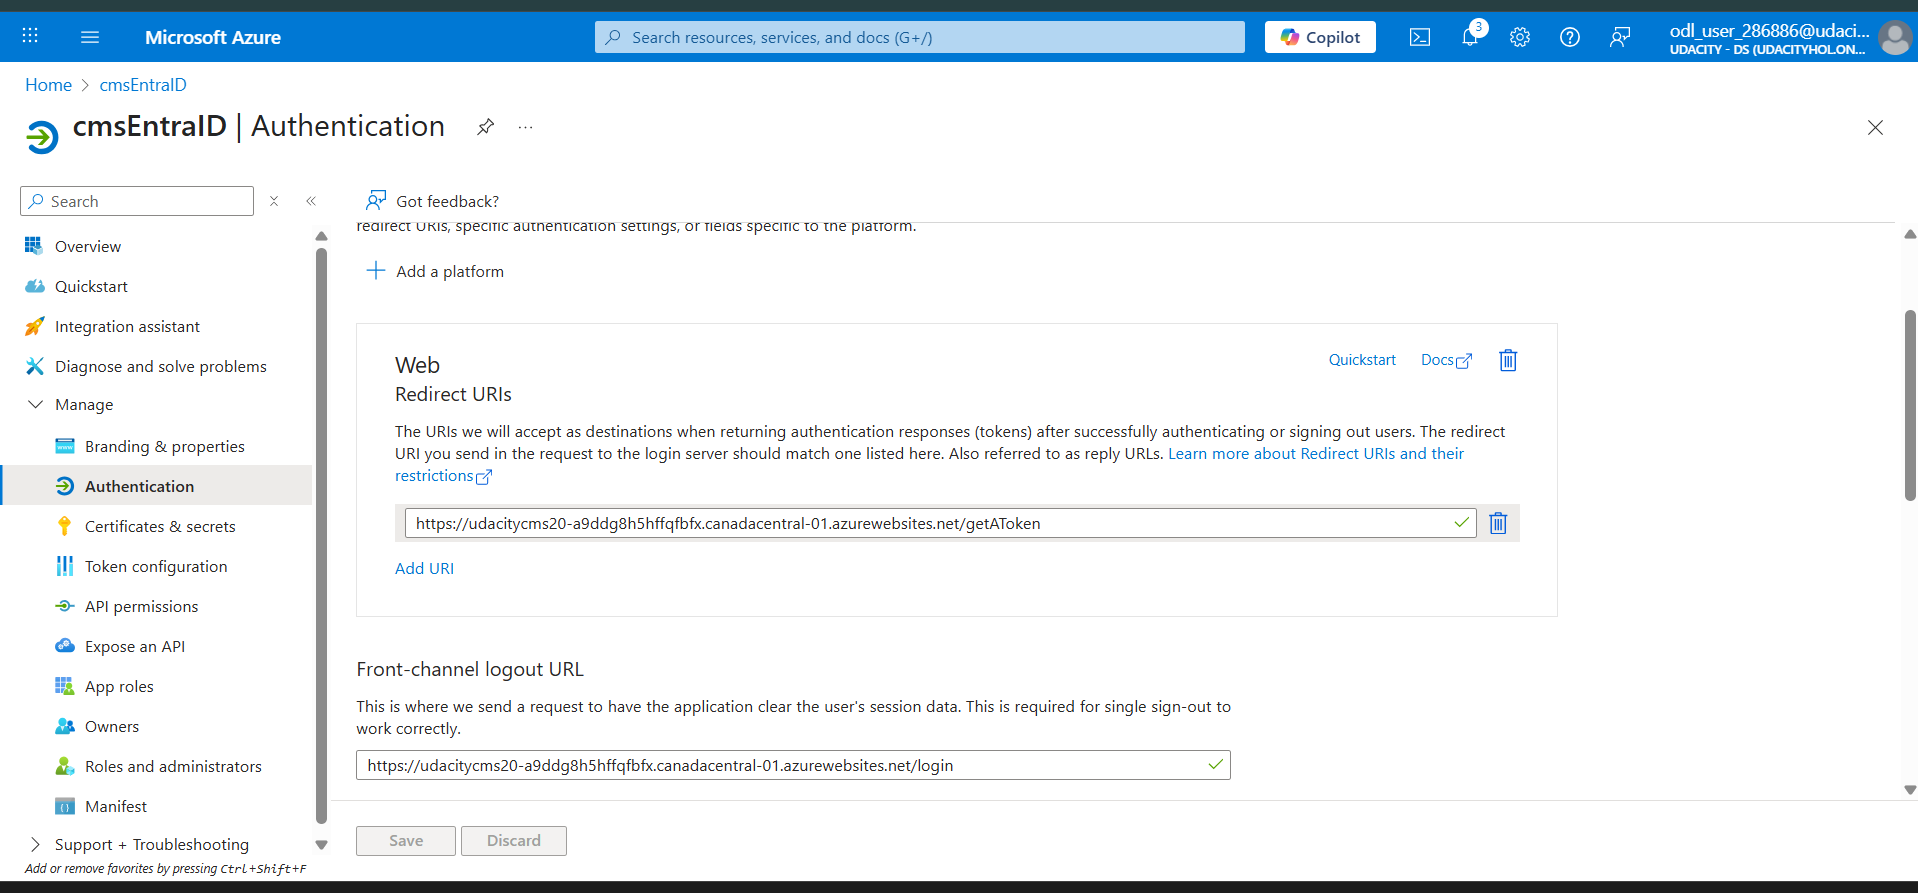 Microsoft Azure
Search resources, services, and docs (G+/)
Copilot
3
odl_user_286886@udaci...
UDACITY - DS (UDACITYHOL.ON...
Home > cmsEntraID
cmsEntraID | Authentication
Search
Got feedback?
redirect URIs, specific authentication settings, or fields specific to the platform.
Overview
Quickstart
Integration assistant
Diagnose and solve problems
Manage
Branding & properties
Authentication
Certificates & secrets
Token configuration
API permissions
Expose an API
App roles
Owners
Roles and administrators
Manifest
Support + Troubleshooting
Add or remove favorites by pressing Ctrl+Shift+F
Add a platform
Web
Quickstart
Docs
Redirect URIs
The URIs we will accept as destinations when returning authentication responses (tokens) after successfully authenticating or signing out users. The redirect
URI you send in the request to the login server should match one listed here. Also referred to as reply URLs. Learn more about Redirect URIs and their
restrictions
https://udacitycms20-a9ddg8h5hffqfbfx.canadacentral-01.azurewebsites.net/getAToken
Add URI
Front-channel logout URL
This is where we send a request to have the application clear the user's session data. This is required for single sign-out to
work correctly.
https://udacitycms20-a9ddg8h5hffqfbfx.canadacentral-01.azurewebsites.net/login
Save
Discard